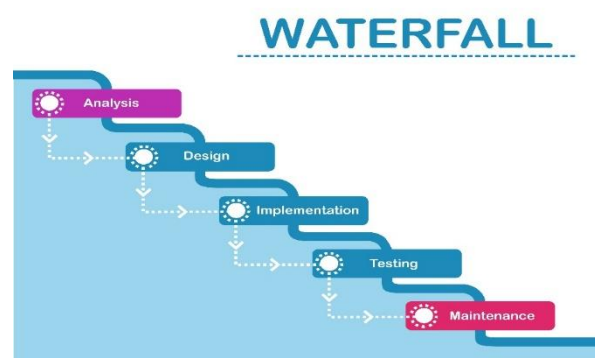 WATERFALL
Analysis
Design
Implementation
Testing
Maintenance